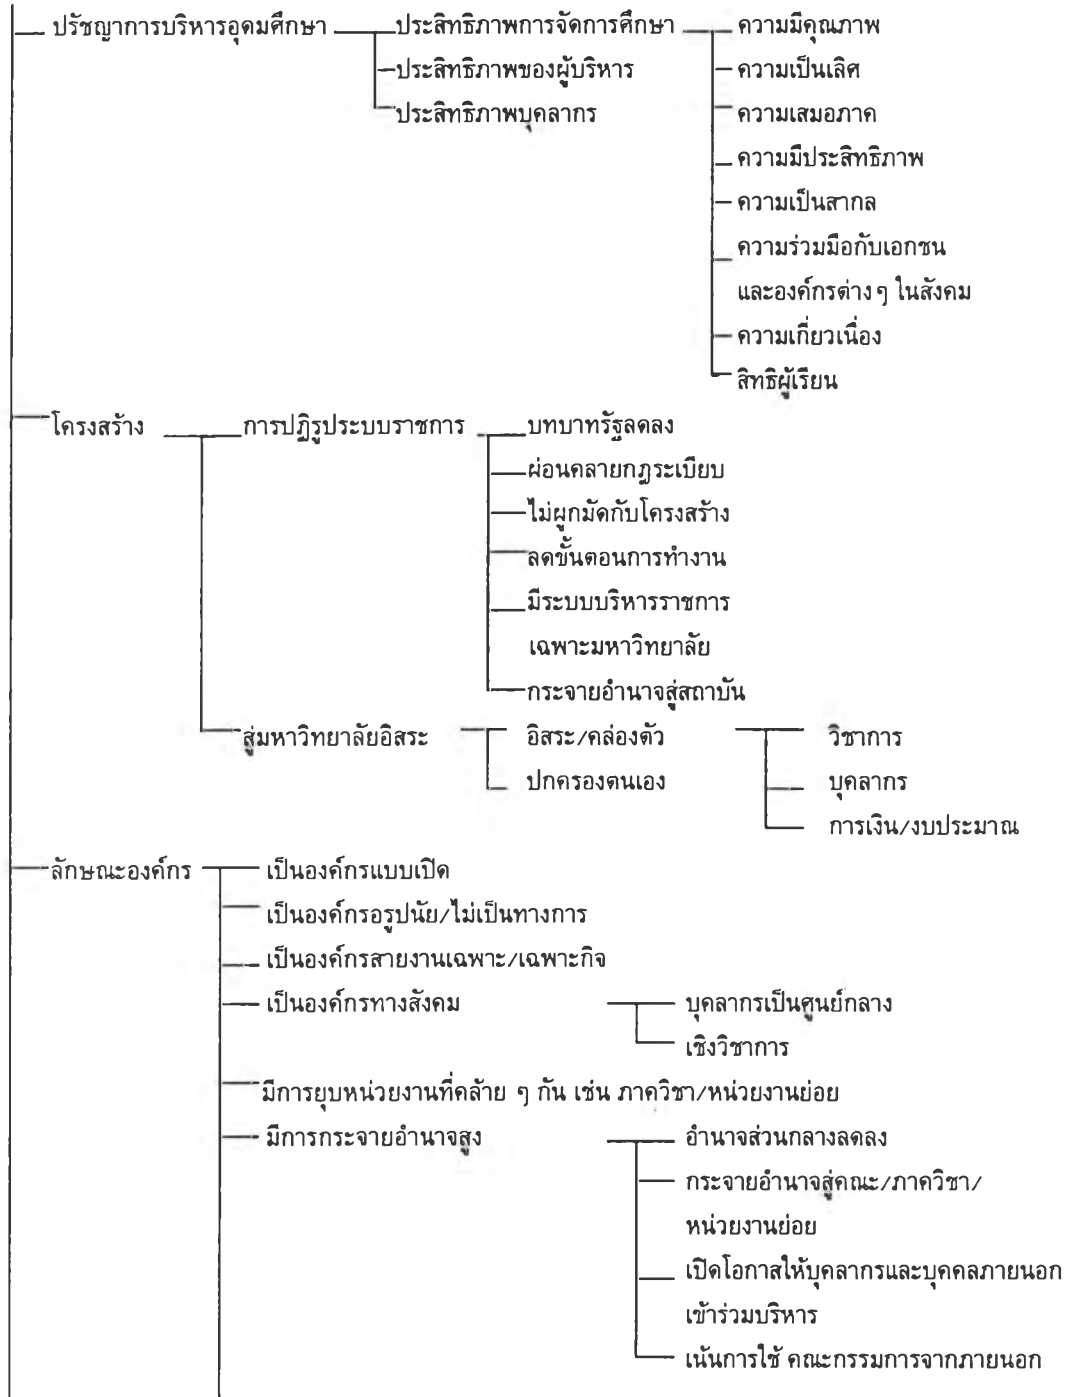 ปรัชญาการบริหารอุดมศึกษา ประสิทธิภาพการจัดการศึกษา ความมีคุณภาพ
ประสิทธิภาพของผู้บริหาร ความเป็นเลิศ
ประสิทธิภาพบุคลากร ความเสมอภาค
ความมีประสิทธิภาพ
ความเป็นสากล
ความร่วมมือกับเอกชน
และองค์กรต่างๆ ในสังคม
ความเกี่ยวเนื่อง
สิทธิผู้เรียน
โครงสร้าง การปฏิรูประบบราชการ บทบาทรัฐลดลง
ผ่อนคลายกฎระเบียบ
ไม่ผูกมัดกับโครงสร้าง
ลดขั้นตอนการทำงาน
มีระบบบริหารราชการ
เฉพาะมหาวิทยาลัย
กระจายอำนาจสู่สถาบัน
สู่มหาวิทยาลัยอิสระ อิสระ/คล่องตัว วิชาการ
ปกครองตนเอง บุคลากร
การเงิน/งบประมาณ
ลักษณะองค์กร เป็นองค์กรแบบเปิด
เป็นองค์กรอรูปนัย/ไม่เป็นทางการ
เป็นองค์กรสายงานเฉพาะ/เฉพาะกิจ
เป็นองค์กรทางสังคม บุคลากรเป็นศูนย์กลาง
เชิงวิชาการ
มีการยุบหน่วยงานที่คล้าย ๆ กัน เช่น ภาควิชา/หน่วยงานย่อย
มีการกระจายอำนาจสูง อำนาจส่วนกลางลดลง
กระจายอำนาจสู่คณะ/ภาควิชา/
หน่วยงานย่อย
เปิดโอกาสให้บุคลากรและบุคคลภายนอก
เข้าร่วมบริหาร
เน้นการใช้ คณะกรรมการจากภายนอก